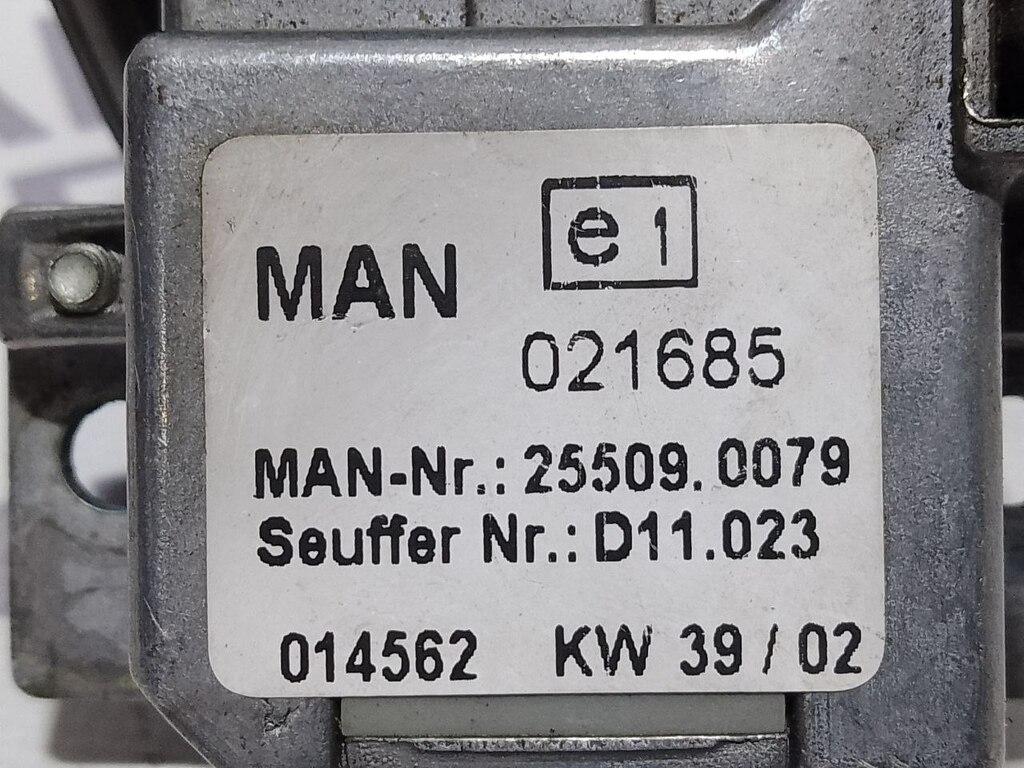 e 1
MAN
021685
MAN-Nr.: 25509.0079
Seuffer Nr.: D11.023
014562 KW 39 / 02